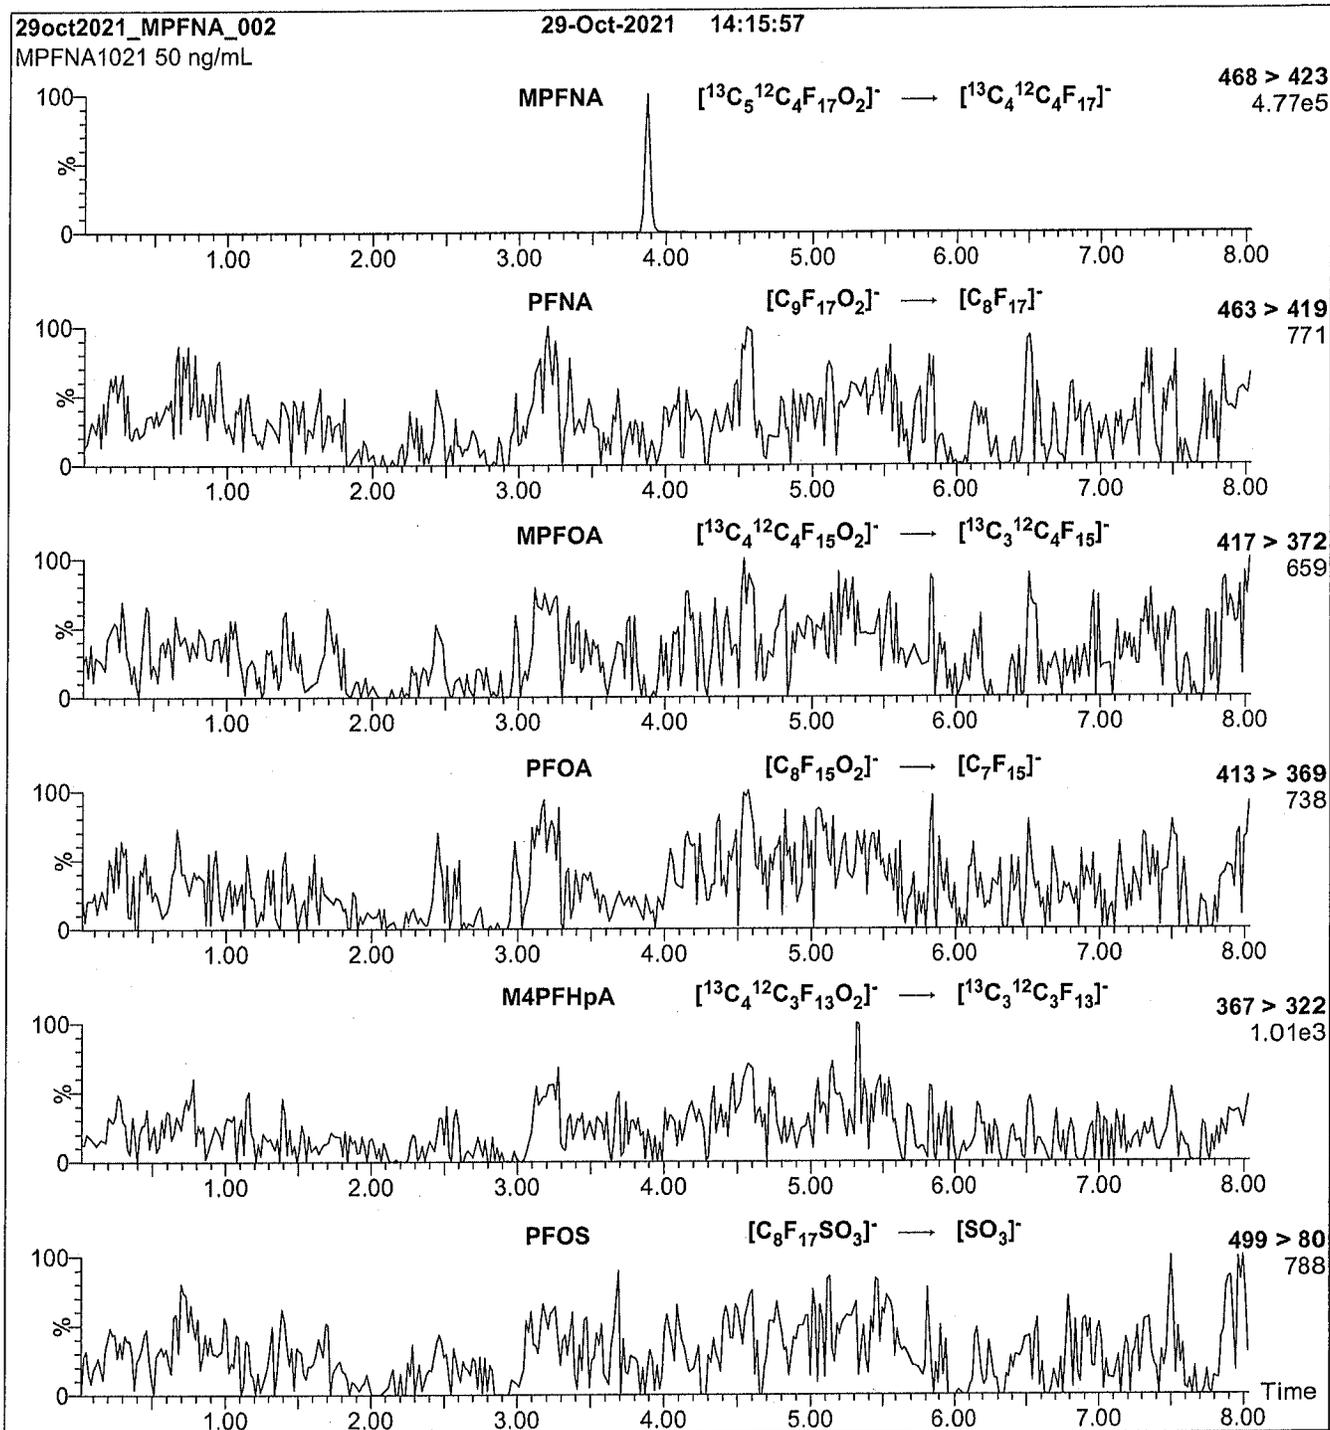 29oct2021_MPFNA_002 29-Oct-2021 14:15:57
MPFNA1021 50 ng/mL
MPFNA [¹³C₅¹²C₄F₁₇O₂]⁻ ⟶ [¹³C₄¹²C₄F₁₇]⁻ 468 > 423
4.77e5
100
%
0
1.00 2.00 3.00 4.00 5.00 6.00 7.00 8.00
PFNA [C₉F₁₇O₂]⁻ ⟶ [C₈F₁₇]⁻ 463 > 419
771
100
%
0
1.00 2.00 3.00 4.00 5.00 6.00 7.00 8.00
MPFOA [¹³C₄¹²C₄F₁₅O₂]⁻ ⟶ [¹³C₃¹²C₄F₁₅]⁻ 417 > 372
659
100
%
0
1.00 2.00 3.00 4.00 5.00 6.00 7.00 8.00
PFOA [C₈F₁₅O₂]⁻ ⟶ [C₇F₁₅]⁻ 413 > 369
738
100
%
0
1.00 2.00 3.00 4.00 5.00 6.00 7.00 8.00
M4PFHpA [¹³C₄¹²C₃F₁₃O₂]⁻ ⟶ [¹³C₃¹²C₃F₁₃]⁻ 367 > 322
1.01e3
100
%
0
1.00 2.00 3.00 4.00 5.00 6.00 7.00 8.00
PFOS [C₈F₁₇SO₃]⁻ ⟶ [SO₃]⁻ 499 > 80
788
100
%
0
Time
1.00 2.00 3.00 4.00 5.00 6.00 7.00 8.00